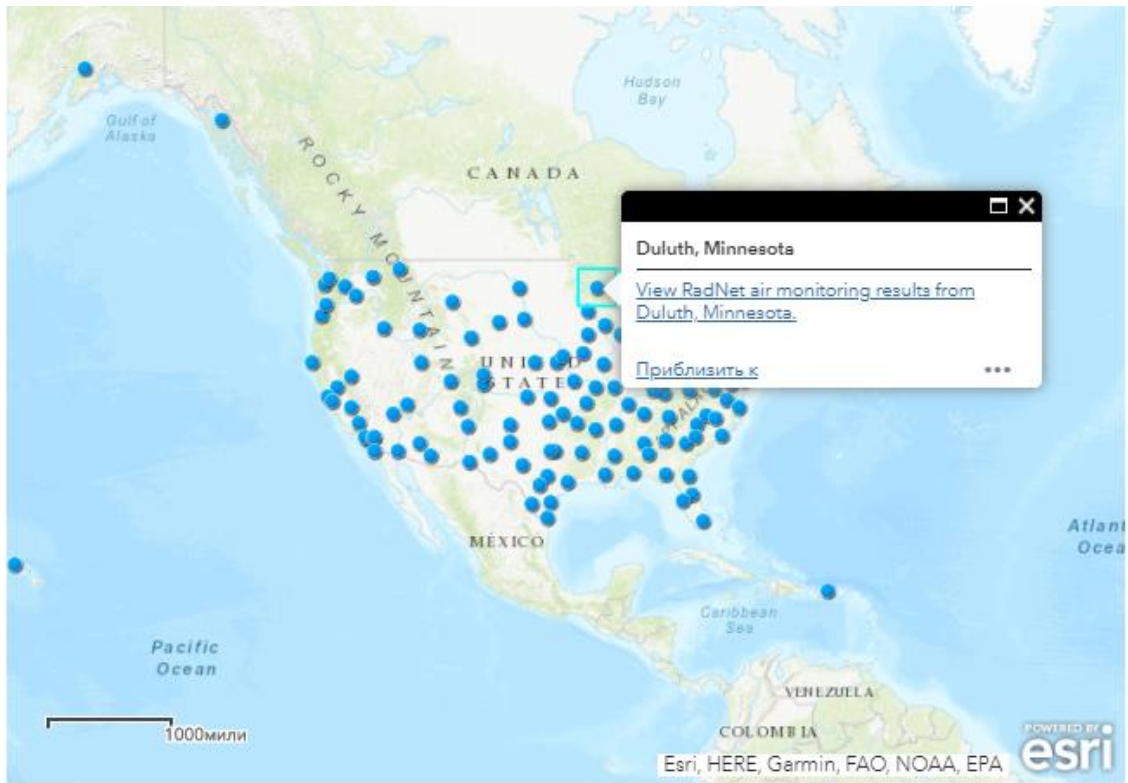 Hudson
Bay
Gulf of
Alaska
CANADA
ROCKY MOUNTAIN
Duluth, Minnesota
View RadNet air monitoring results from
Duluth, Minnesota.
Приблизить к
UNITED
STATES
MÉXICO
Atlant
Ocea
Caribbean
Sea
Pacific
Ocean
VENEZUELA
1000мили
COLOMBIA
POWERED BY
esri
Esri, HERE, Garmin, FAO, NOAA, EPA